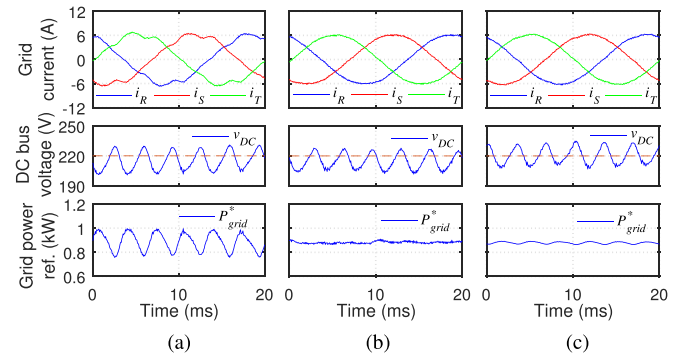 Grid current (A)
12 6 0 -6 -12
i_R i_S i_T
i_R i_S i_T
i_R i_S i_T
DC bus voltage (V)
250 220 190
v_DC
v_DC
v_DC
Grid power ref. (kW)
1.2 1 0.8 0.6
P*_grid
P*_grid
P*_grid
0 10 20
0 10 20
0 10 20
Time (ms)
Time (ms)
Time (ms)
(a)
(b)
(c)